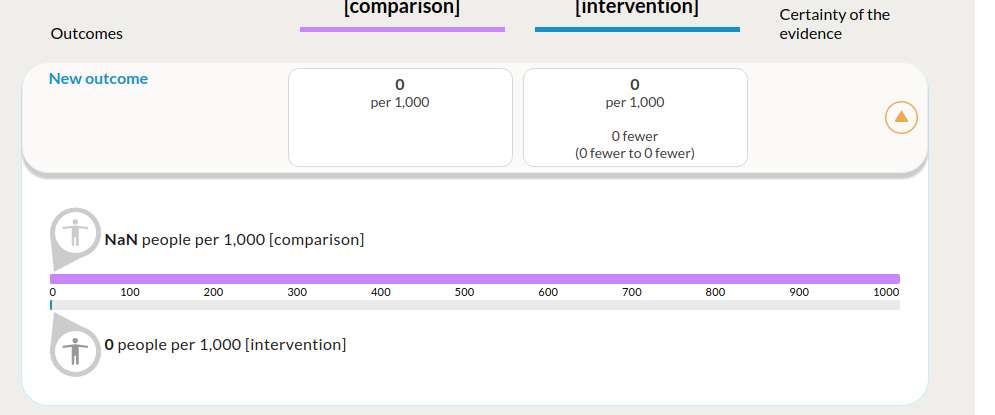 [comparison]
[intervention]
Outcomes
Certainty of the
evidence
New outcome
0
per 1,000
0
per 1,000
0 fewer
(0 fewer to 0 fewer)
NaN people per 1,000 [comparison]
0 100 200 300 400 500 600 700 800 900 1000
0 people per 1,000 [intervention]